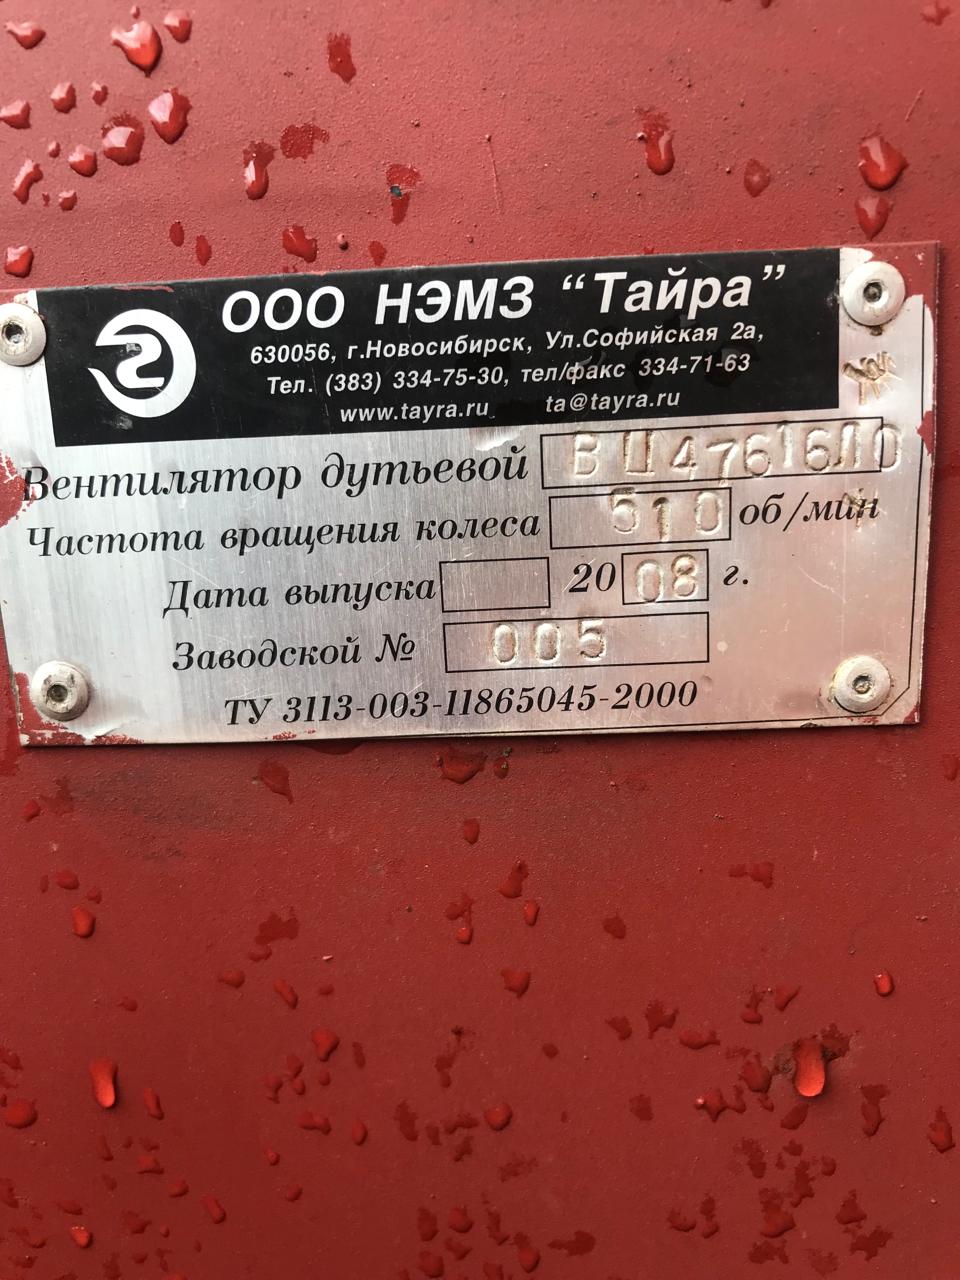 ООО НЭМЗ “Тайра”
630056, г.Новосибирск, Ул.Софийская 2а,
Тел. (383) 334-75-30, тел/факс 334-71-63
www.tayra.ru ta@tayra.ru
Вентилятор дутьевой ВЦ47616Л0
Частота вращения колеса 510 об/мин
Дата выпуска 2008 г.
Заводской № 005
ТУ 3113-003-11865045-2000